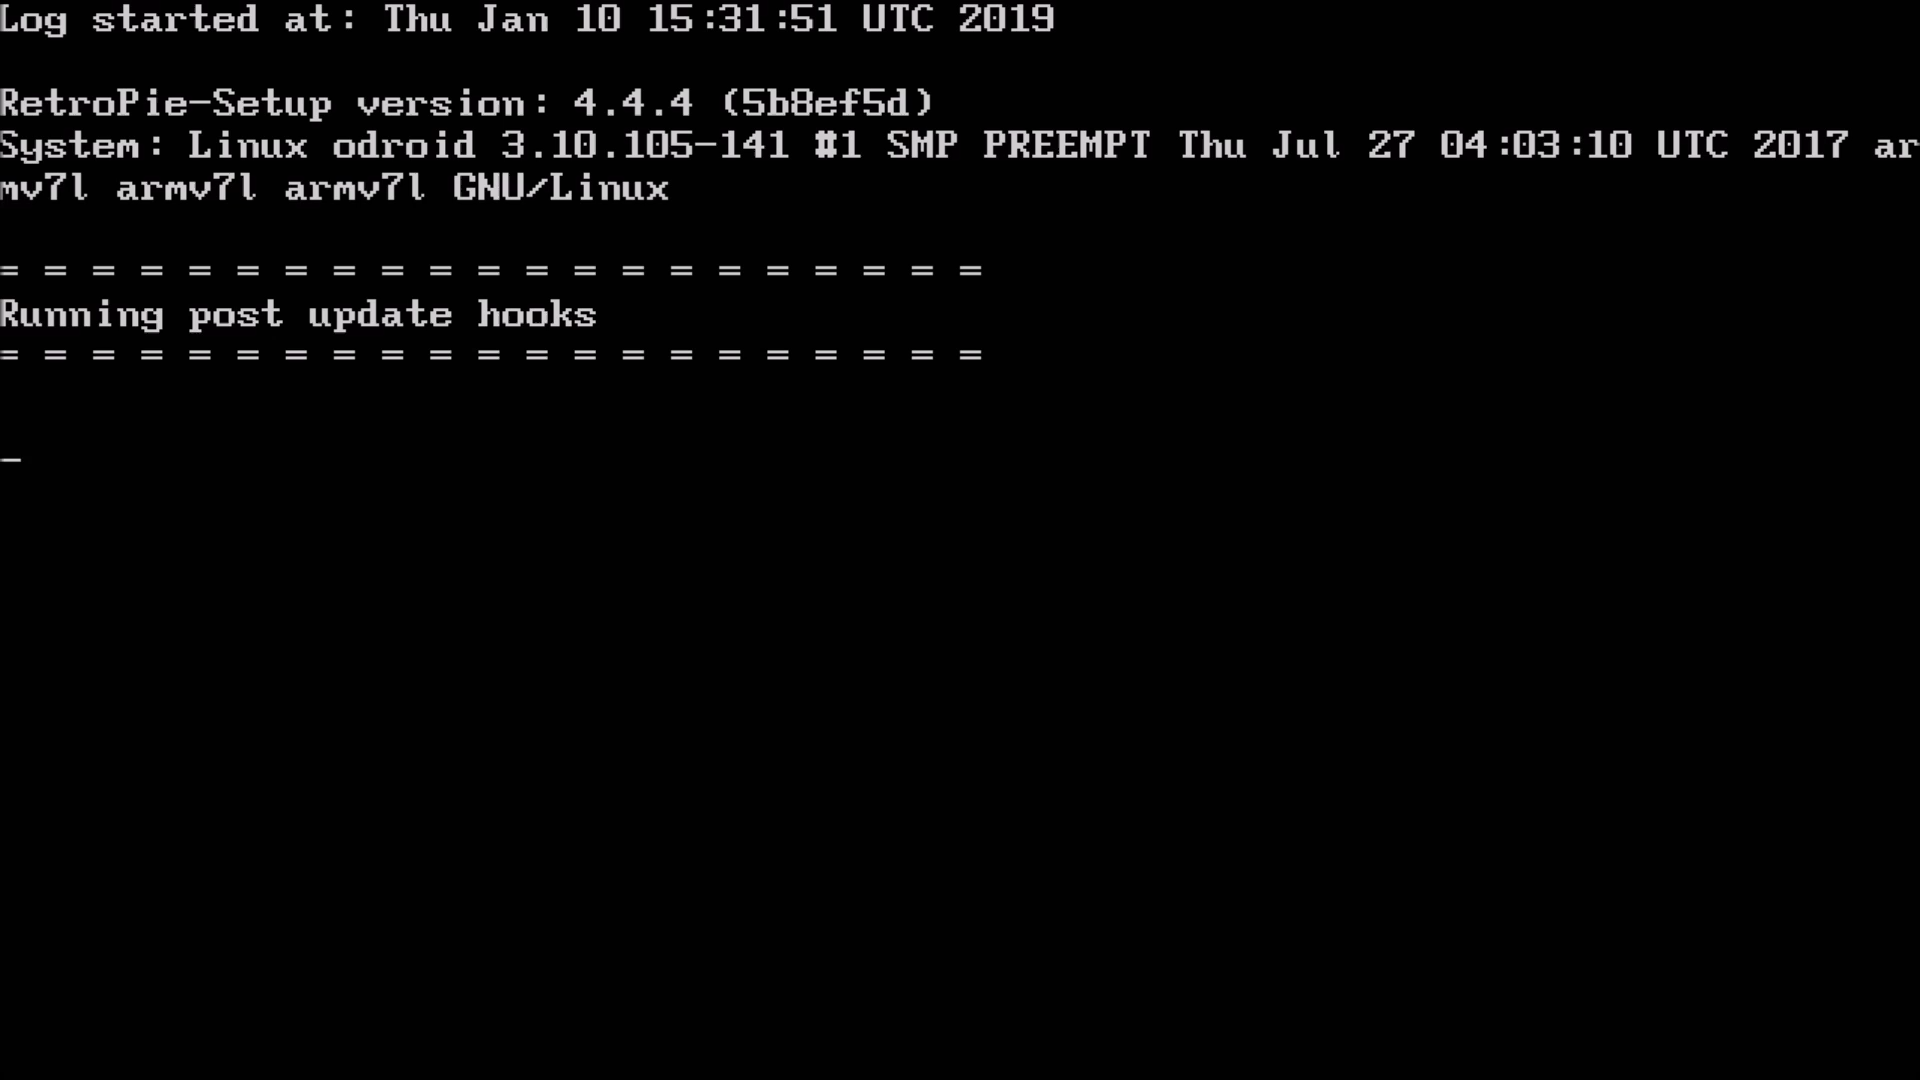 Log started at: Thu Jan 10 15:31:51 UTC 2019
RetroPie-Setup version: 4.4.4 (5b8ef5d)
System: Linux odroid 3.10.105-141 #1 SMP PREEMPT Thu Jul 27 04:03:10 UTC 2017 ar
mv7l armv7l armv7l GNU/Linux
= = = = = = = = = = = = = = = = = = = = =
Running post update hooks
= = = = = = = = = = = = = = = = = = = = =
_